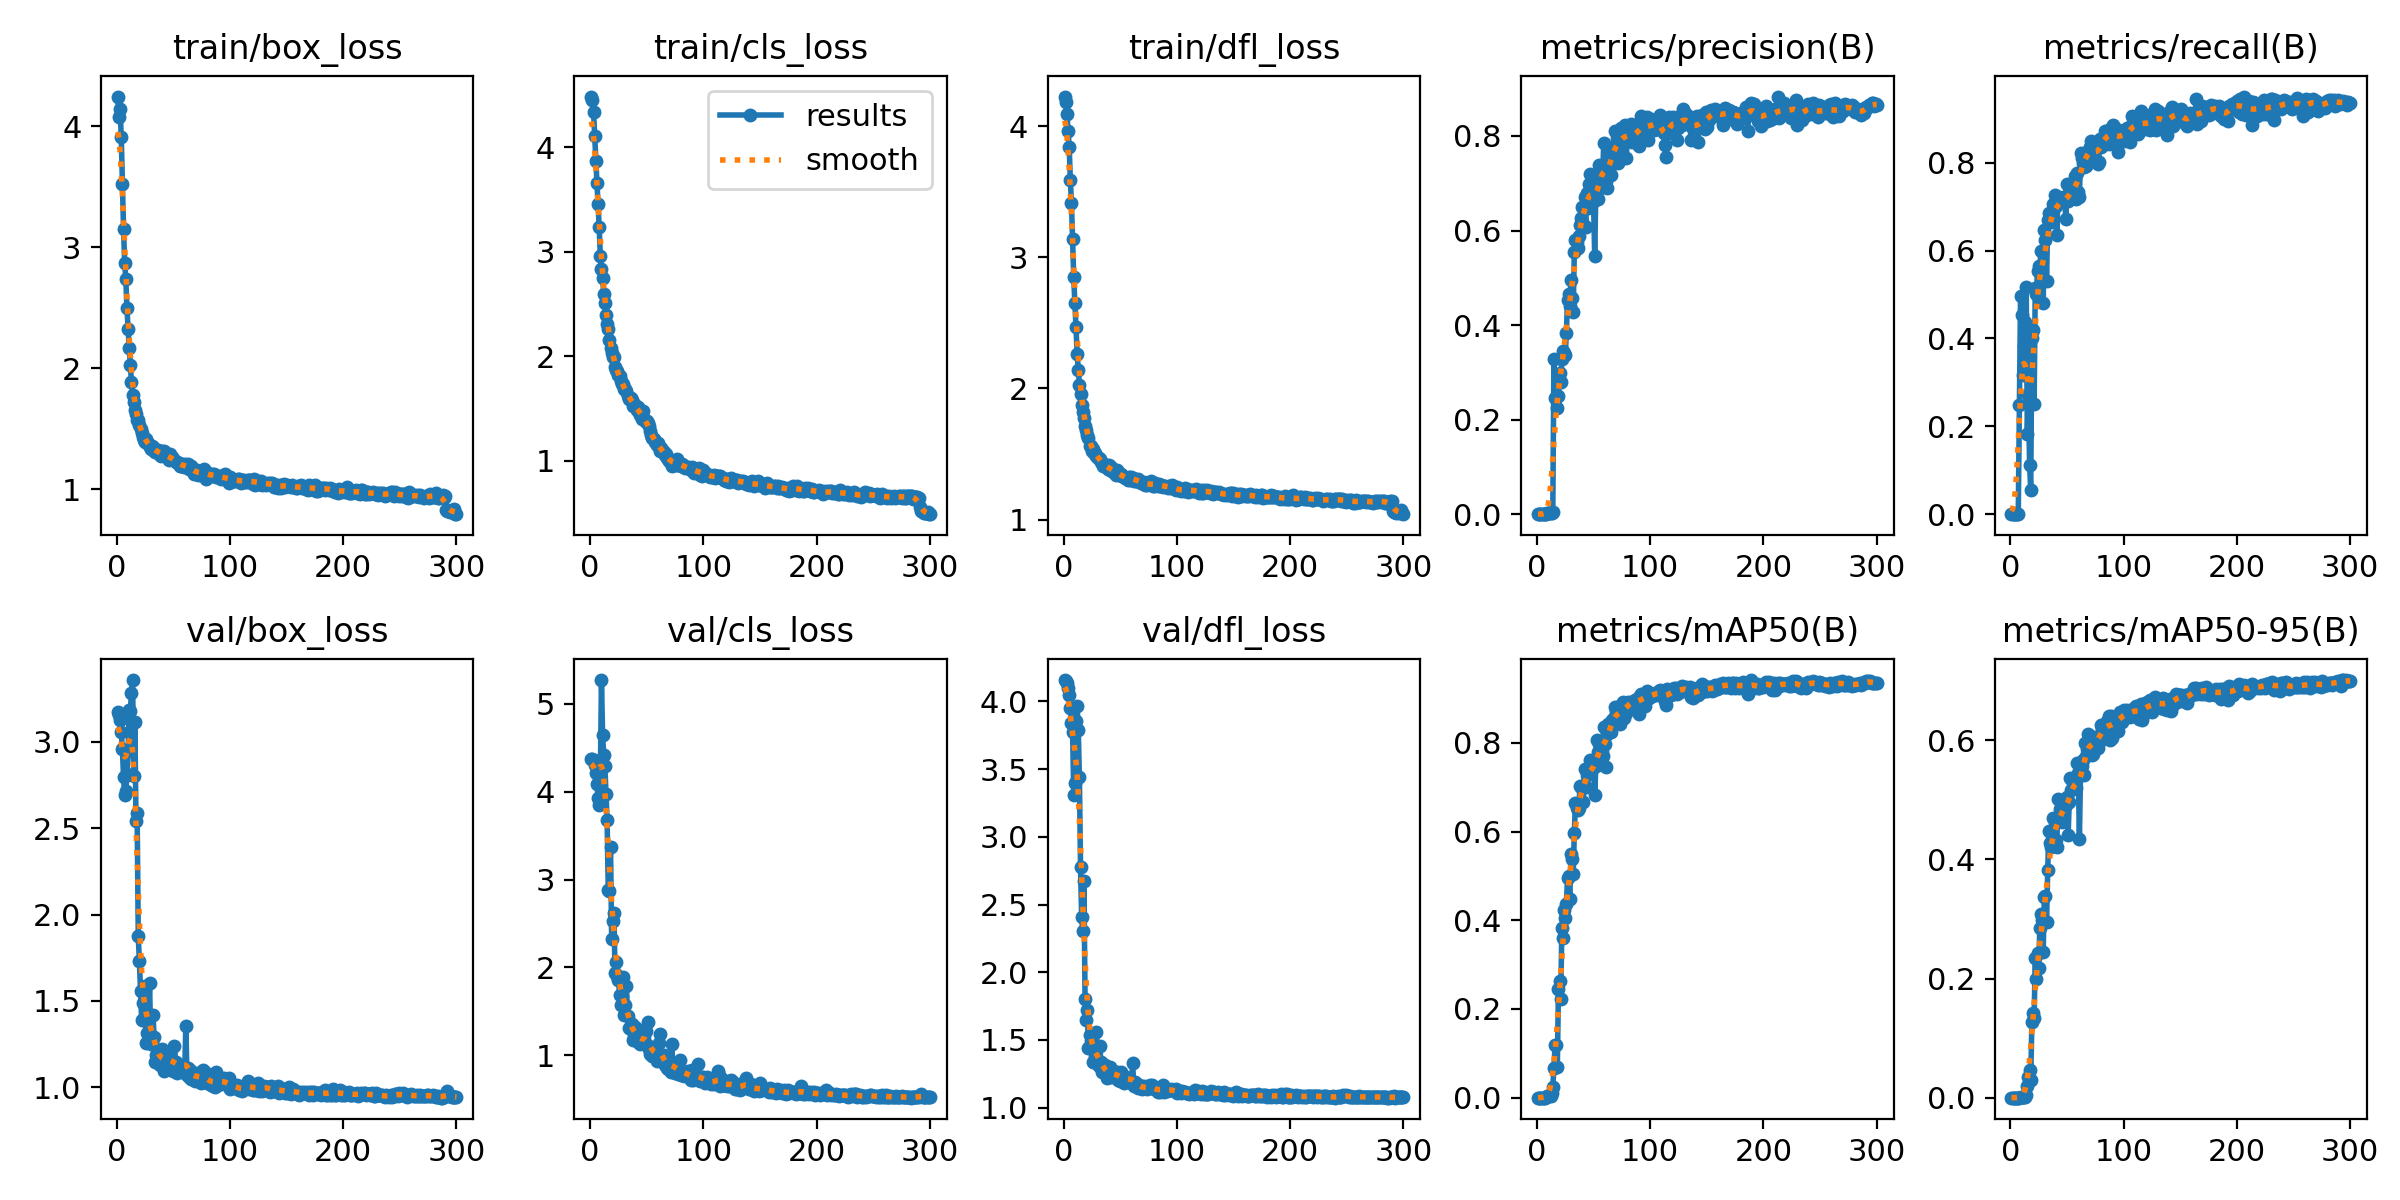 train/box_loss
4
3
2
1
0 100 200 300
train/cls_loss
results
smooth
4
3
2
1
0 100 200 300
train/dfl_loss
4
3
2
1
0 100 200 300
metrics/precision(B)
0.8
0.6
0.4
0.2
0.0
0 100 200 300
metrics/recall(B)
0.8
0.6
0.4
0.2
0.0
0 100 200 300
val/box_loss
3.0
2.5
2.0
1.5
1.0
0 100 200 300
val/cls_loss
5
4
3
2
1
0 100 200 300
val/dfl_loss
4.0
3.5
3.0
2.5
2.0
1.5
1.0
0 100 200 300
metrics/mAP50(B)
0.8
0.6
0.4
0.2
0.0
0 100 200 300
metrics/mAP50-95(B)
0.6
0.4
0.2
0.0
0 100 200 300